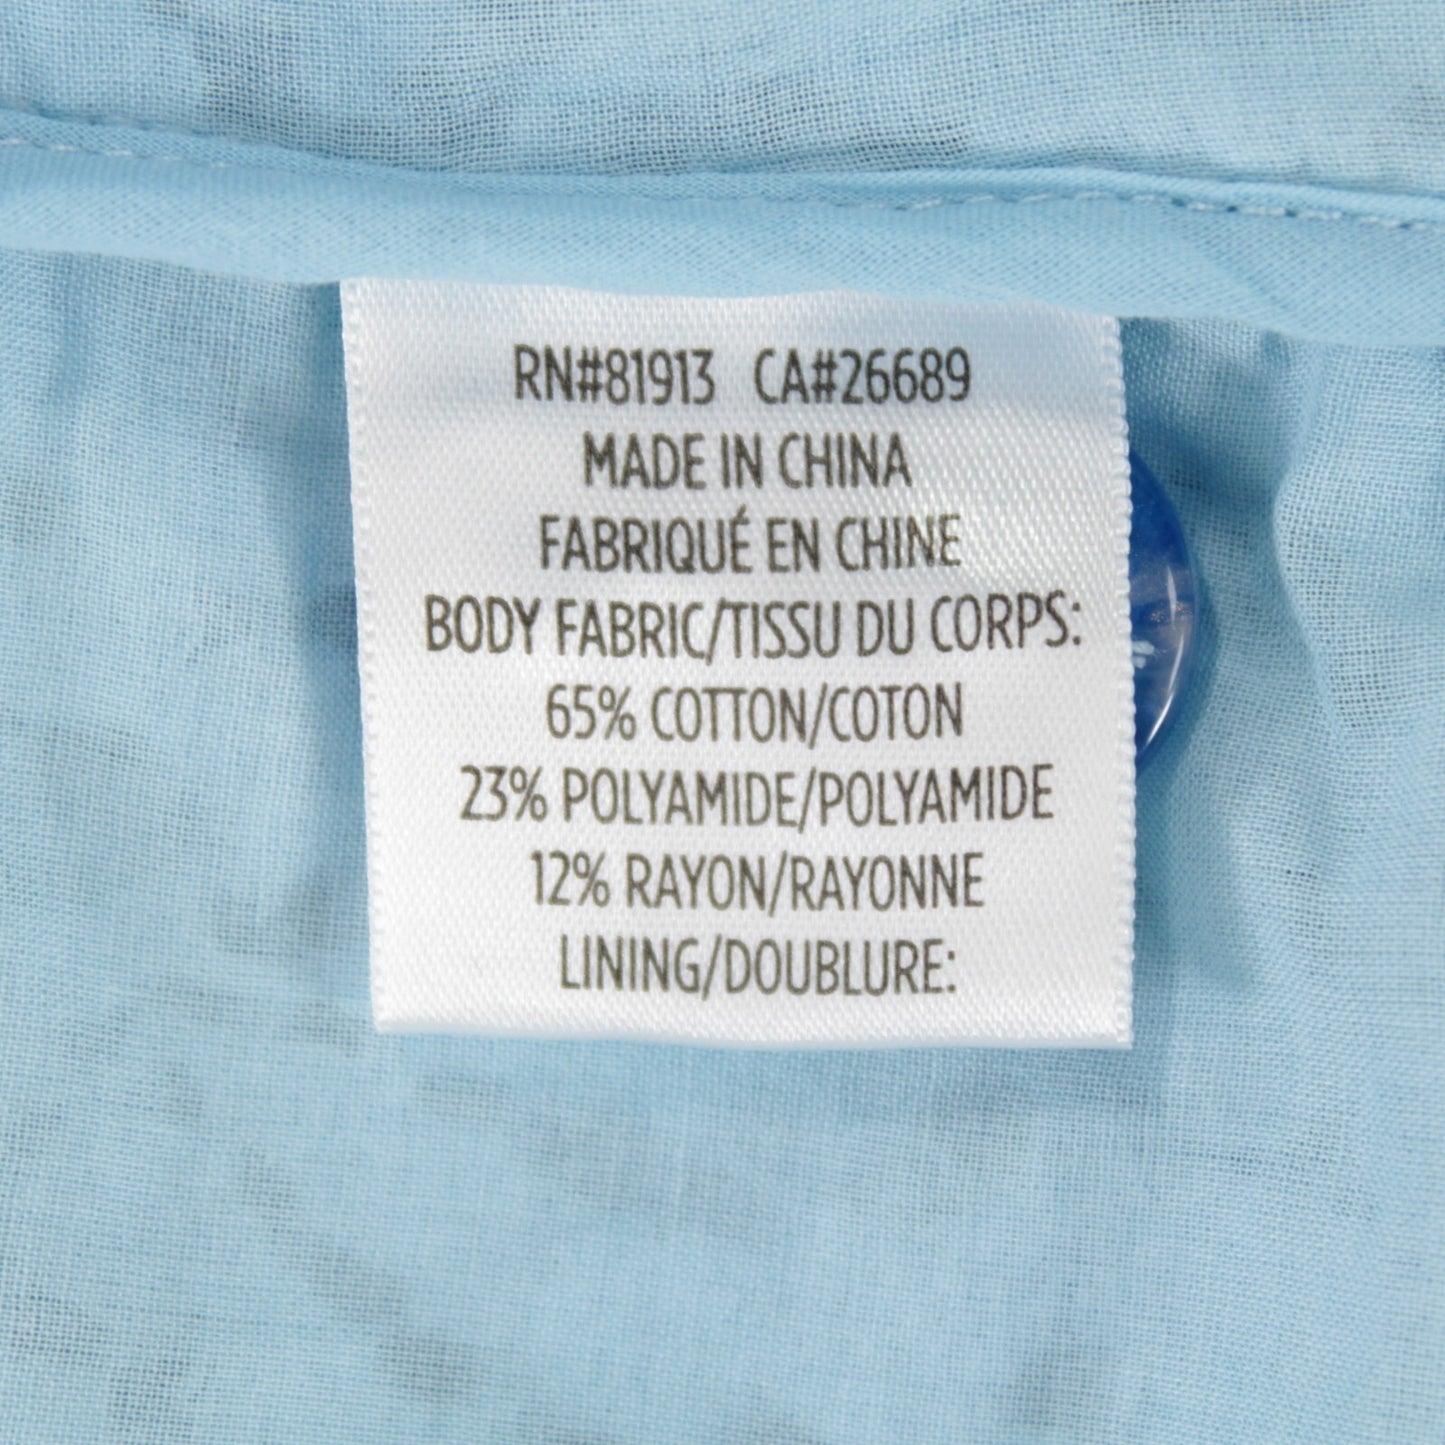 RN#81913 CA#26689
MADE IN CHINA
FABRIQUÉ EN CHINE
BODY FABRIC/TISSU DU CORPS:
65% COTTON/COTON
23% POLYAMIDE/POLYAMIDE
12% RAYON/RAYONNE
LINING/DOUBLURE: